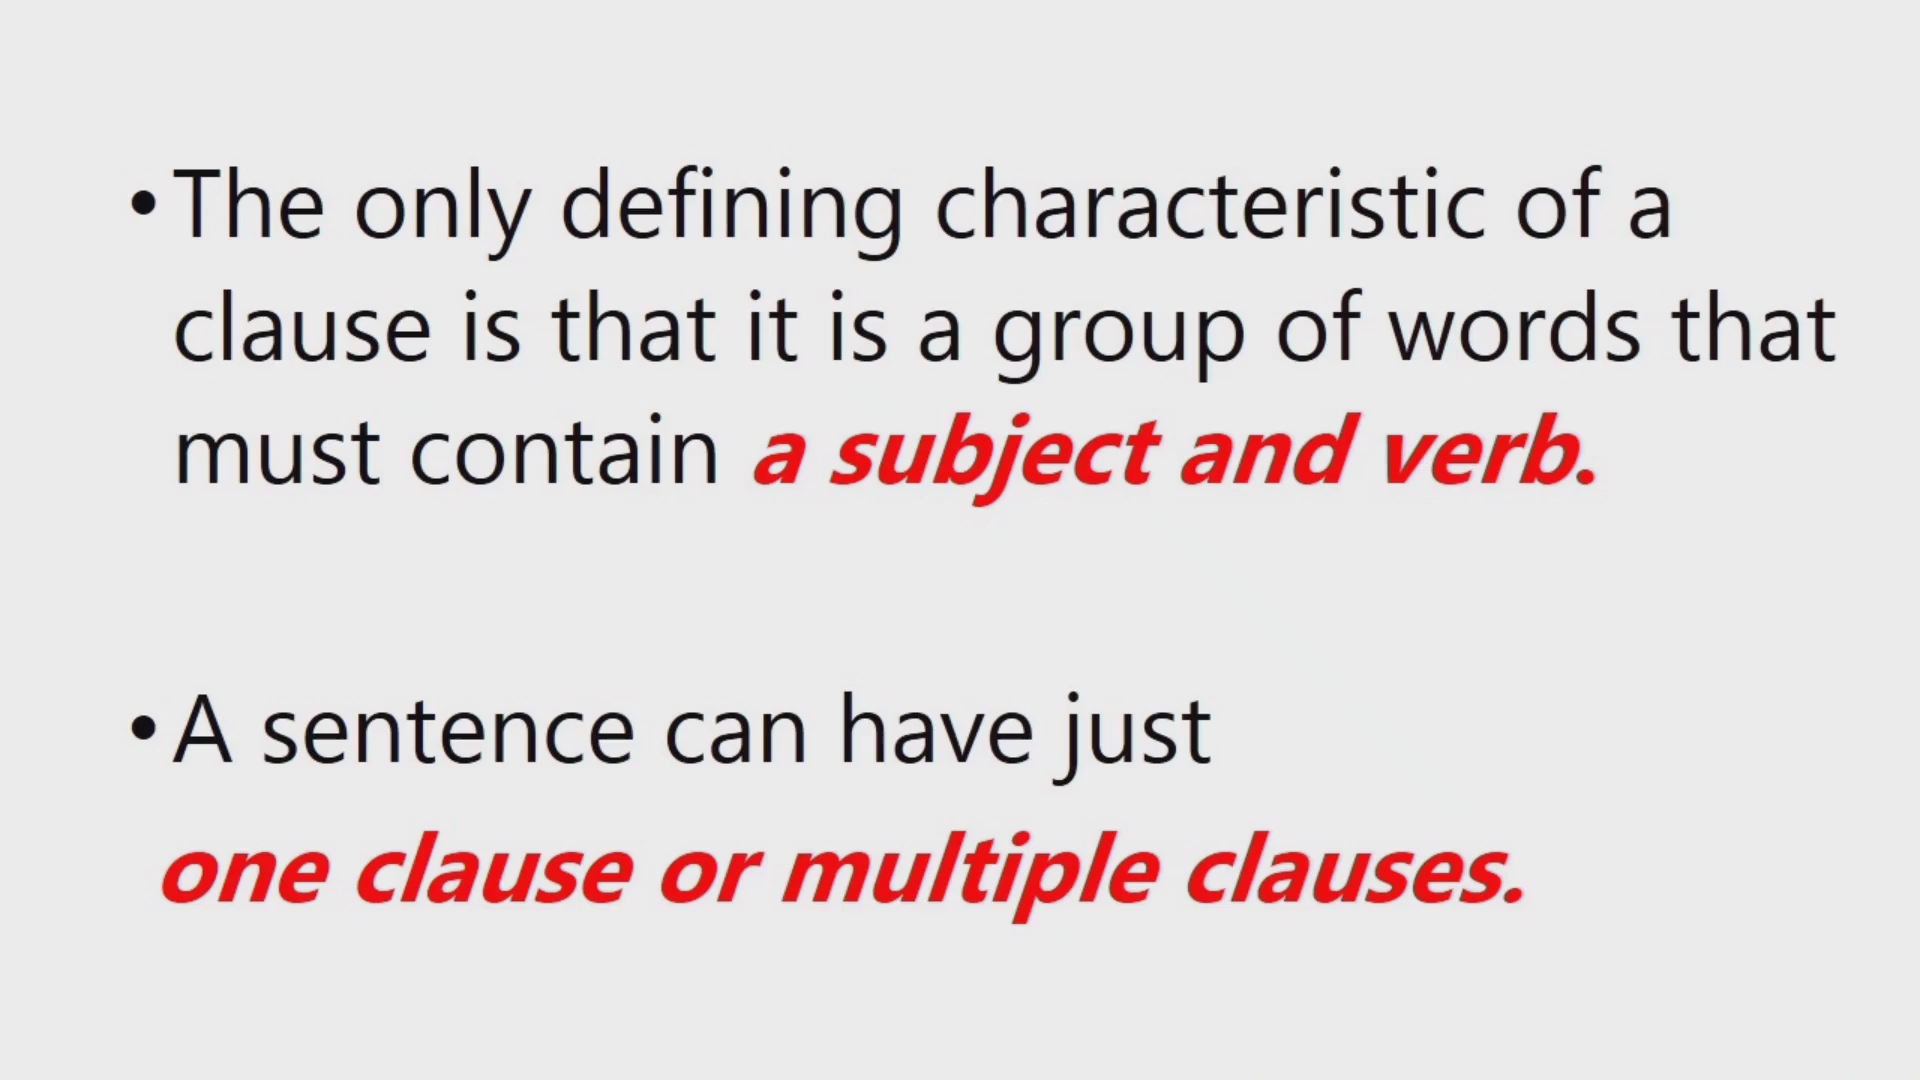 • The only defining characteristic of a
clause is that it is a group of words that
must contain a subject and verb.
• A sentence can have just
one clause or multiple clauses.